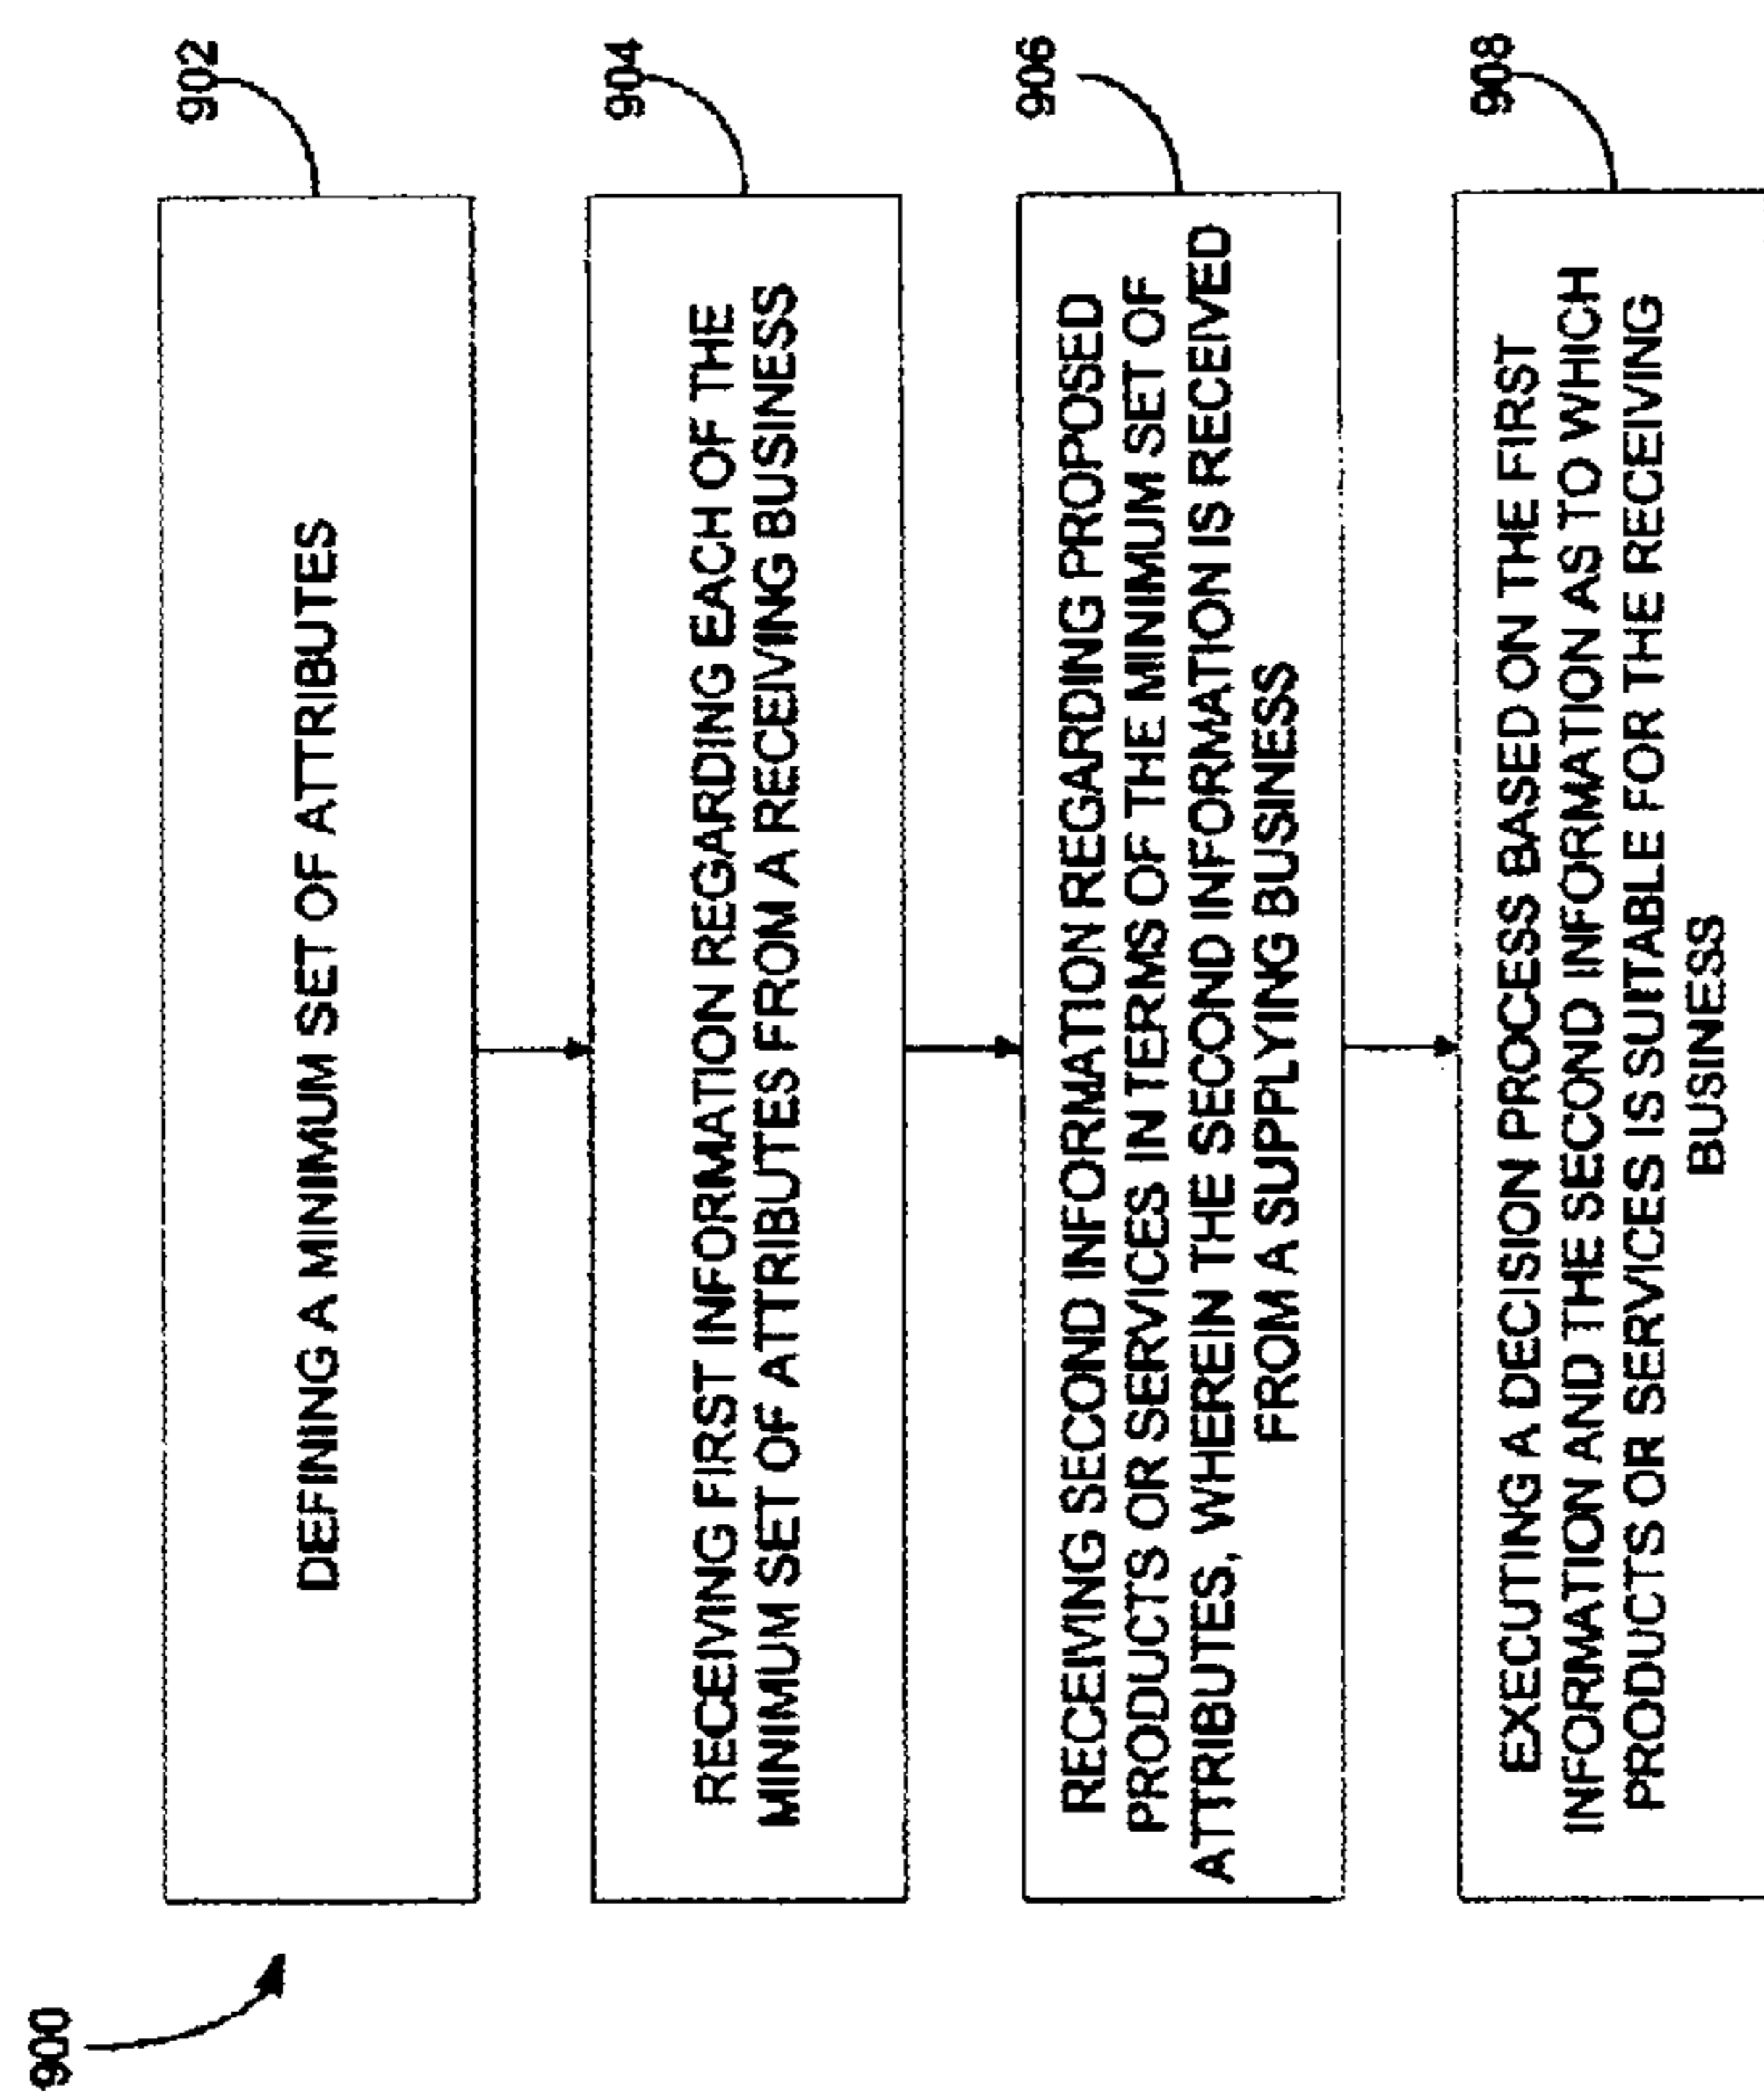 900
902
DEFINING A MINIMUM SET OF ATTRIBUTES
904
RECEIVING FIRST INFORMATION REGARDING EACH OF THE
MINIMUM SET OF ATTRIBUTES FROM A RECEIVING BUSINESS
906
RECEIVING SECOND INFORMATION REGARDING PROPOSED
PRODUCTS OR SERVICES IN TERMS OF THE MINIMUM SET OF
ATTRIBUTES, WHEREIN THE SECOND INFORMATION IS RECEIVED
FROM A SUPPLYING BUSINESS
908
EXECUTING A DECISION PROCESS BASED ON THE FIRST
INFORMATION AND THE SECOND INFORMATION AS TO WHICH
PRODUCTS OR SERVICES IS SUITABLE FOR THE RECEIVING
BUSINESS